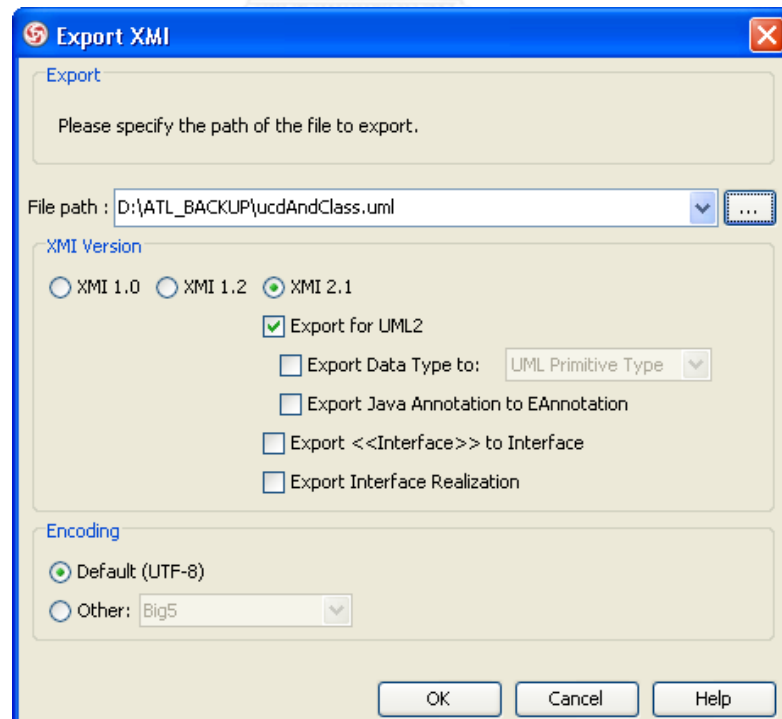 Export XMI
Export
Please specify the path of the file to export.
File path : D:\ATL_BACKUP\ucdAndClass.uml ...
XMI Version
XMI 1.0 XMI 1.2 XMI 2.1
Export for UML2
Export Data Type to: UML Primitive Type
Export Java Annotation to EAnnotation
Export <<Interface>> to Interface
Export Interface Realization
Encoding
Default (UTF-8)
Other: Big5
OK Cancel Help